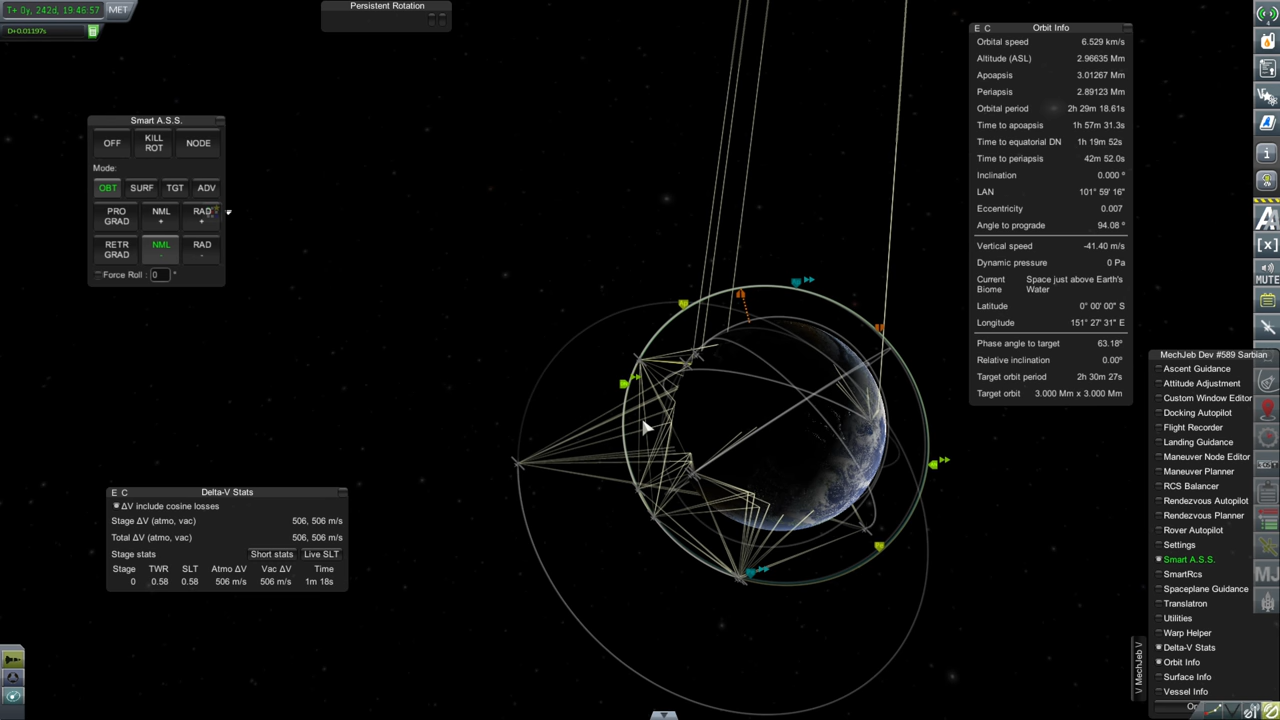 T+ 0y, 242d, 19:46:57 MET
D+0.01197s
Persistent Rotation
Smart A.S.S.
OFF KILL ROT NODE
Mode:
OBT SURF TGT ADV
PRO GRAD NML + RAD +
RETR GRAD NML - RAD -
Force Roll : 0 °
E C Delta-V Stats
ΔV include cosine losses
Stage ΔV (atmo, vac) 506, 506 m/s
Total ΔV (atmo, vac) 506, 506 m/s
Stage stats Short stats Live SLT
Stage TWR SLT Atmo ΔV Vac ΔV Time
0 0.58 0.58 506 m/s 506 m/s 1m 18s
E C Orbit Info
Orbital speed 6.529 km/s
Altitude (ASL) 2.96635 Mm
Apoapsis 3.01267 Mm
Periapsis 2.89123 Mm
Orbital period 2h 29m 18.61s
Time to apoapsis 1h 57m 31.3s
Time to equatorial DN 1h 19m 52s
Time to periapsis 42m 52.0s
Inclination 0.000 º
LAN 101° 59' 16"
Eccentricity 0.007
Angle to prograde 94.08 º
Vertical speed -41.40 m/s
Dynamic pressure 0 Pa
Current Biome Space just above Earth's Water
Latitude 0° 00' 00" S
Longitude 151° 27' 31" E
Phase angle to target 63.18º
Relative inclination 0.00º
Target orbit period 2h 30m 27s
Target orbit 3.000 Mm x 3.000 Mm
MUTE
MechJeb Dev #589 Sarbian
Ascent Guidance
Attitude Adjustment
Custom Window Editor
Docking Autopilot
Flight Recorder
Landing Guidance
Maneuver Node Editor
Maneuver Planner
RCS Balancer
Rendezvous Autopilot
Rendezvous Planner
Rover Autopilot
Settings
Smart A.S.S.
SmartRcs
Spaceplane Guidance
Translatron
Utilities
Warp Helper
Delta-V Stats
Orbit Info
Surface Info
Vessel Info
V MechJeb V
MJ